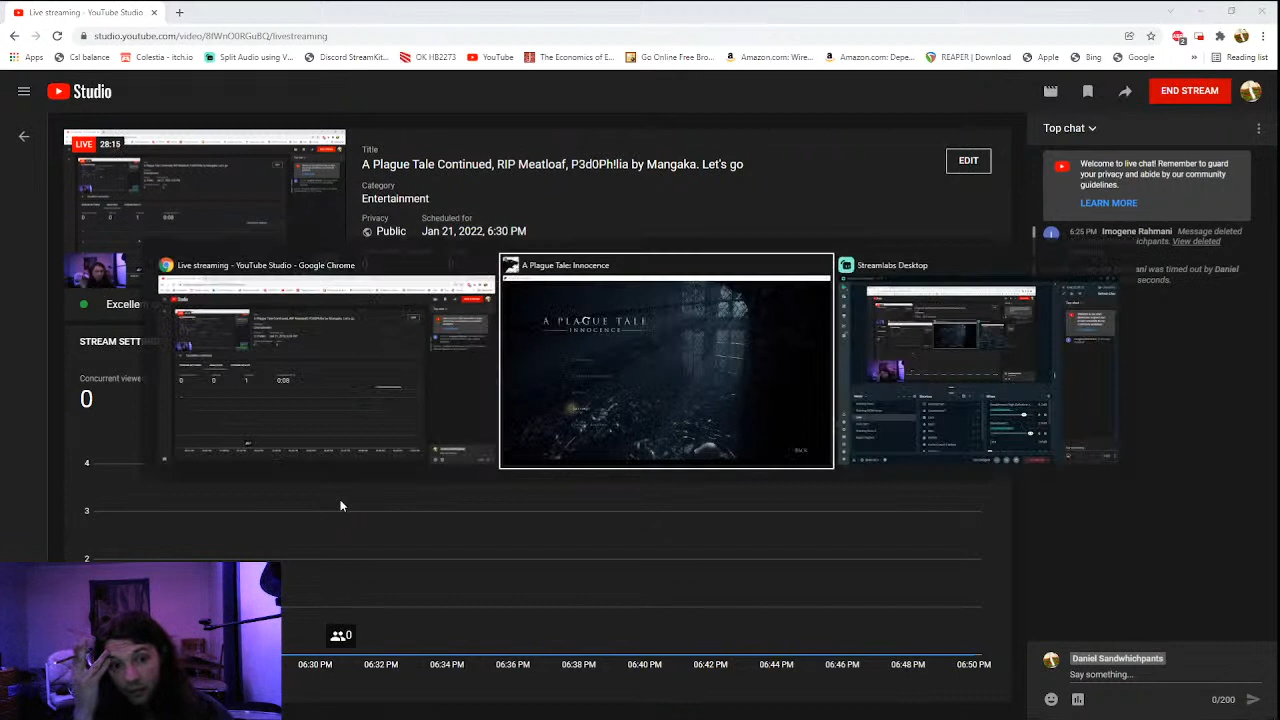 Live streaming - YouTube Studio
studio.youtube.com/video/8fWnO0RGuBQ/livestreaming
Apps
Csl balance
Colestia - itch.io
Split Audio using V...
Discord StreamKit...
OK HB2273
YouTube
The Economics of E...
Go Online Free Bro...
Amazon.com: Wire...
Amazon.com: Depe...
REAPER | Download
Apple
Bing
Google
Reading list
Studio
END STREAM
LIVE 28:15
Title
A Plague Tale Continued, RIP Meatloaf, P3d0Ph!lia by Mangaka. Let's go
EDIT
Category
Entertainment
Privacy
Scheduled for
Public
Jan 21, 2022, 6:30 PM
Top chat
Welcome to live chat! Remember to guard
your privacy and abide by our community
guidelines.
LEARN MORE
6:25 PM Imogene Rahmani Message deleted
ichpants. View deleted
ani was timed out by Daniel
seconds.
Live streaming - YouTube Studio - Google Chrome
A Plague Tale: Innocence
Streamlabs Desktop
A PLAGUE TALE
INNOCENCE
BACK
Excellen
STREAM SETT
Concurrent viewe
0
4
3
2
0
06:30 PM
06:32 PM
06:34 PM
06:36 PM
06:38 PM
06:40 PM
06:42 PM
06:44 PM
06:46 PM
06:48 PM
06:50 PM
Daniel Sandwhichpants
Say something...
0/200